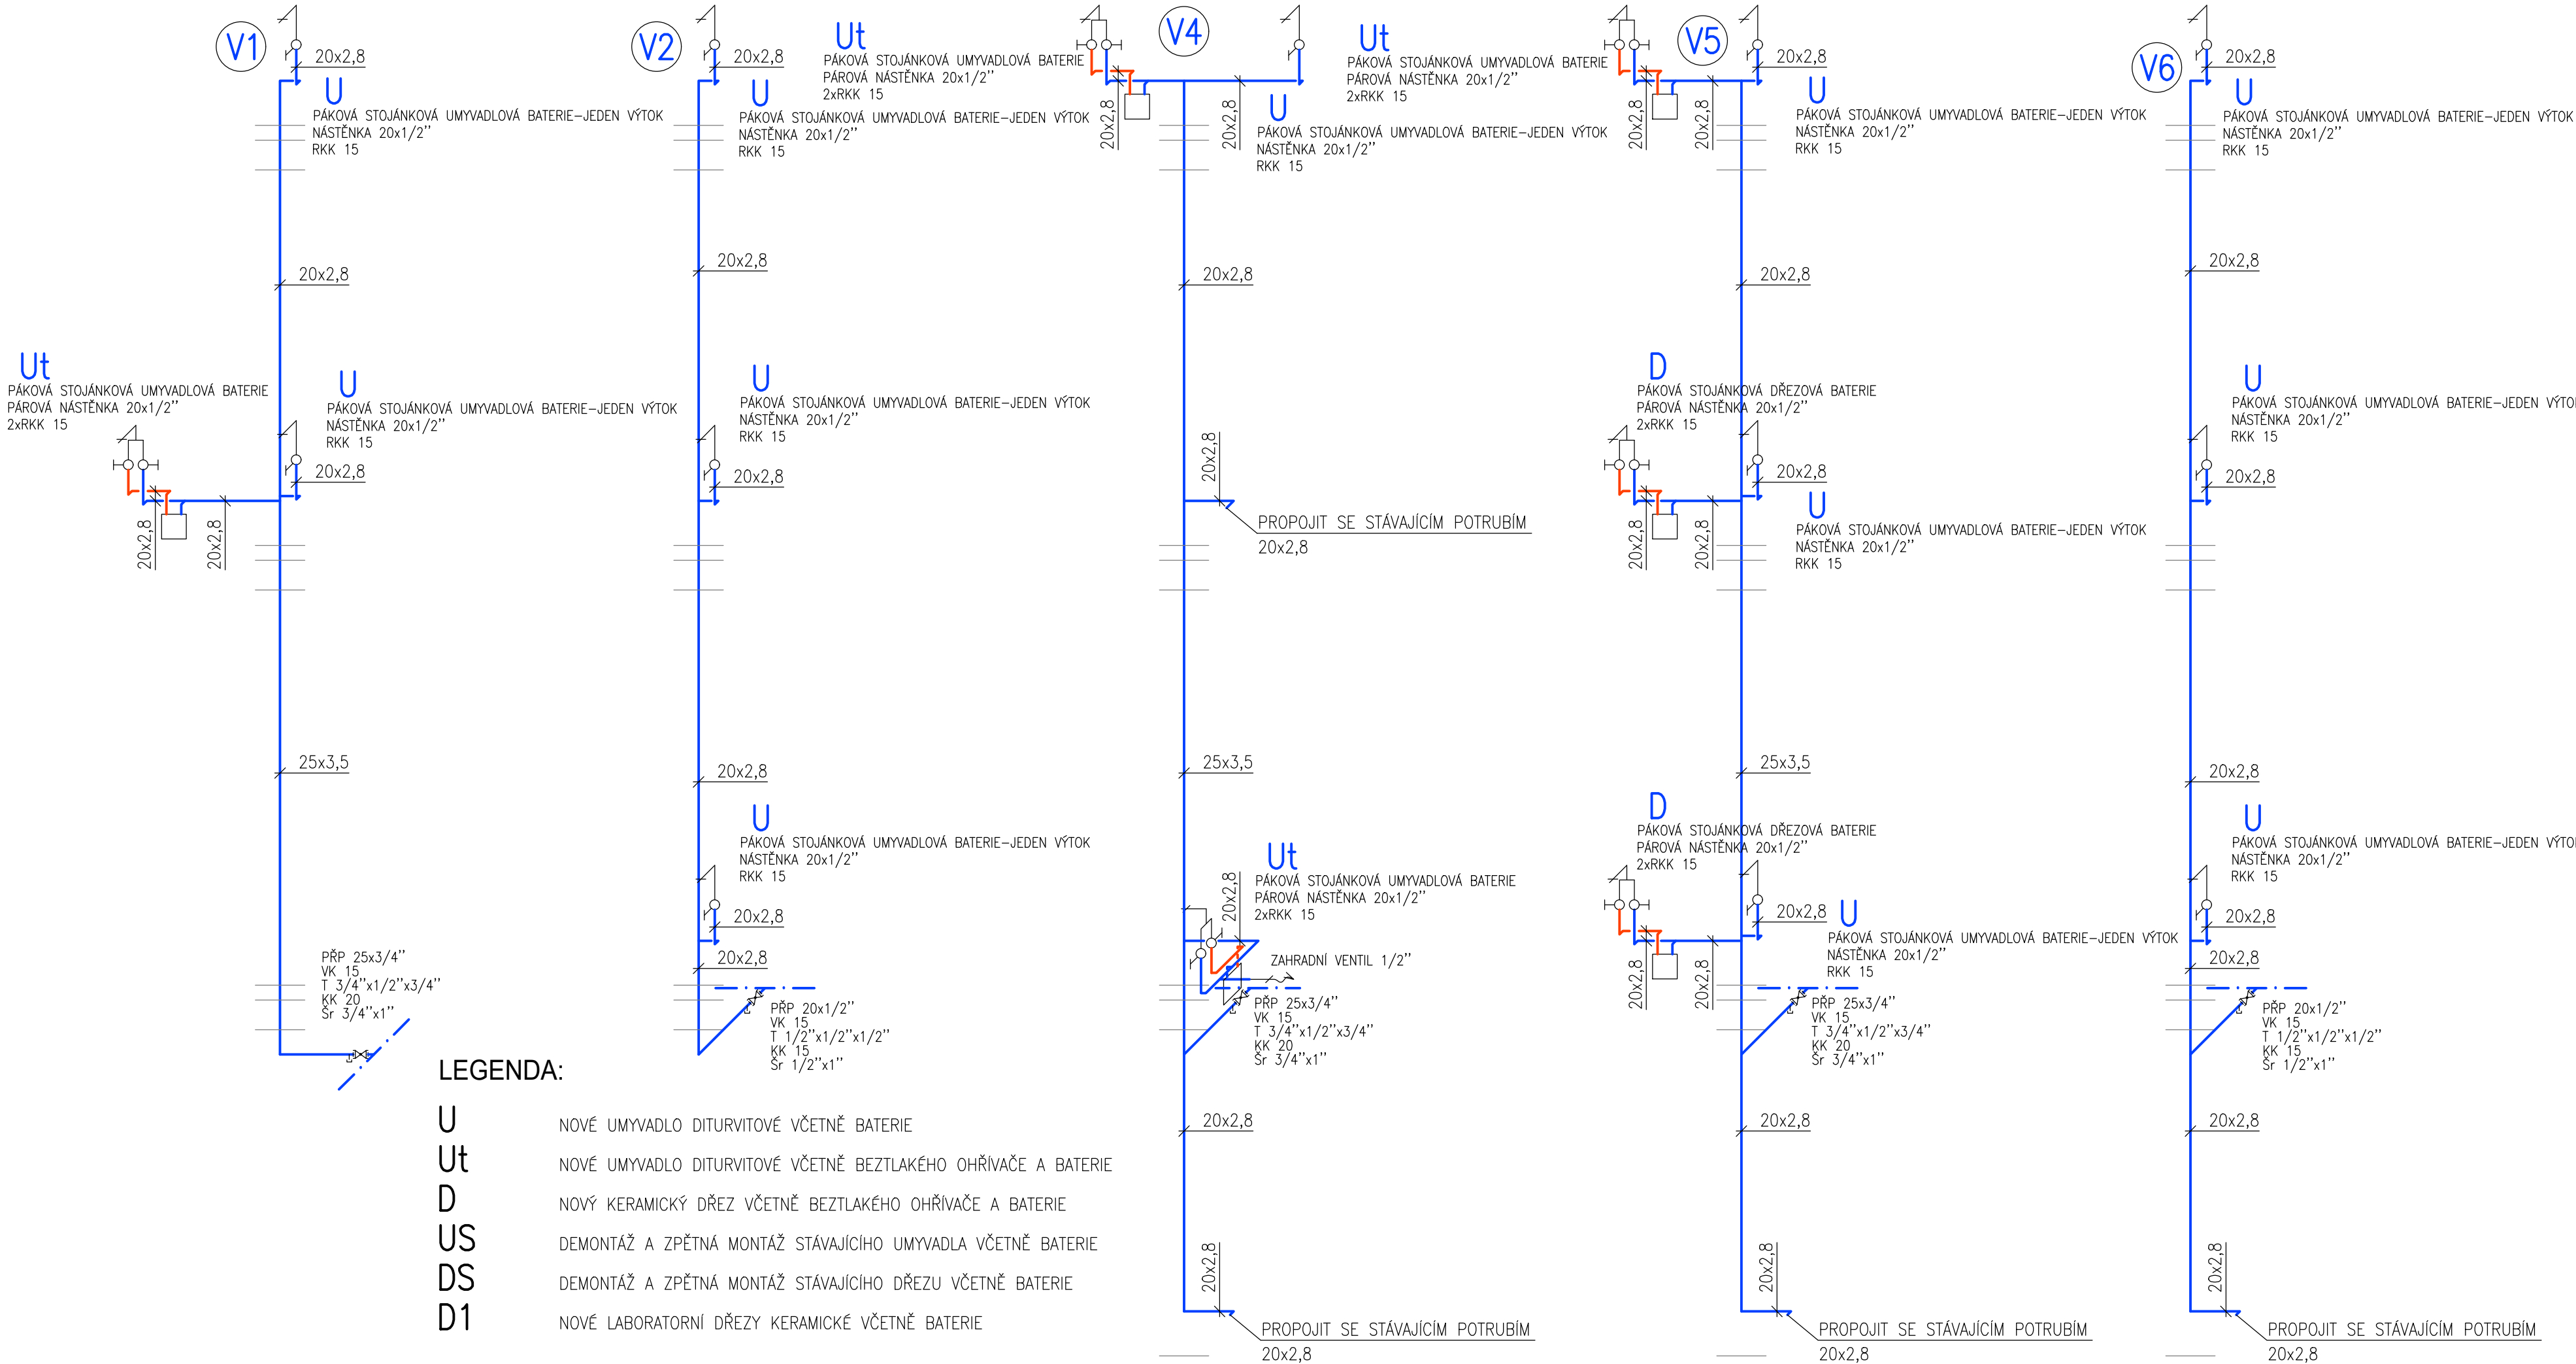 V1
20x2,8
U
PÁKOVÁ STOJÁNKOVÁ UMYVADLOVÁ BATERIE–JEDEN VÝTOK
NÁSTĚNKA 20x1/2’’
RKK 15
20x2,8
Ut
PÁKOVÁ STOJÁNKOVÁ UMYVADLOVÁ BATERIE
PÁROVÁ NÁSTĚNKA 20x1/2’’
2xRKK 15
U
PÁKOVÁ STOJÁNKOVÁ UMYVADLOVÁ BATERIE–JEDEN VÝTOK
NÁSTĚNKA 20x1/2’’
RKK 15
20x2,8
20x2,8
20x2,8
25x3,5
PŘP 25x3/4’’
VK 15
T 3/4’’x1/2’’x3/4’’
KK 20
Šr 3/4’’x1’’
V2
20x2,8
U
PÁKOVÁ STOJÁNKOVÁ UMYVADLOVÁ BATERIE–JEDEN VÝTOK
NÁSTĚNKA 20x1/2’’
RKK 15
20x2,8
U
PÁKOVÁ STOJÁNKOVÁ UMYVADLOVÁ BATERIE–JEDEN VÝTOK
NÁSTĚNKA 20x1/2’’
RKK 15
20x2,8
20x2,8
U
PÁKOVÁ STOJÁNKOVÁ UMYVADLOVÁ BATERIE–JEDEN VÝTOK
NÁSTĚNKA 20x1/2’’
RKK 15
20x2,8
20x2,8
PŘP 20x1/2’’
VK 15
T 1/2’’x1/2’’x1/2’’
KK 15
Šr 1/2’’x1’’
Ut
PÁKOVÁ STOJÁNKOVÁ UMYVADLOVÁ BATERIE
PÁROVÁ NÁSTĚNKA 20x1/2’’
2xRKK 15
V4
20x2,8
20x2,8
U
PÁKOVÁ STOJÁNKOVÁ UMYVADLOVÁ BATERIE–JEDEN VÝTOK
NÁSTĚNKA 20x1/2’’
RKK 15
20x2,8
20x2,8
PROPOJIT SE STÁVAJÍCÍM POTRUBÍM
20x2,8
25x3,5
Ut
PÁKOVÁ STOJÁNKOVÁ UMYVADLOVÁ BATERIE
PÁROVÁ NÁSTĚNKA 20x1/2’’
2xRKK 15
20x2,8
ZAHRADNÍ VENTIL 1/2’’
PŘP 25x3/4’’
VK 15
T 3/4’’x1/2’’x3/4’’
KK 20
Šr 3/4’’x1’’
20x2,8
20x2,8
PROPOJIT SE STÁVAJÍCÍM POTRUBÍM
20x2,8
Ut
PÁKOVÁ STOJÁNKOVÁ UMYVADLOVÁ BATERIE
PÁROVÁ NÁSTĚNKA 20x1/2’’
2xRKK 15
V5
20x2,8
20x2,8
20x2,8
U
PÁKOVÁ STOJÁNKOVÁ UMYVADLOVÁ BATERIE–JEDEN VÝTOK
NÁSTĚNKA 20x1/2’’
RKK 15
20x2,8
D
PÁKOVÁ STOJÁNKOVÁ DŘEZOVÁ BATERIE
PÁROVÁ NÁSTĚNKA 20x1/2’’
2xRKK 15
20x2,8
20x2,8
20x2,8
U
PÁKOVÁ STOJÁNKOVÁ UMYVADLOVÁ BATERIE–JEDEN VÝTOK
NÁSTĚNKA 20x1/2’’
RKK 15
25x3,5
D
PÁKOVÁ STOJÁNKOVÁ DŘEZOVÁ BATERIE
PÁROVÁ NÁSTĚNKA 20x1/2’’
2xRKK 15
20x2,8
20x2,8
20x2,8
U
PÁKOVÁ STOJÁNKOVÁ UMYVADLOVÁ BATERIE–JEDEN VÝTOK
NÁSTĚNKA 20x1/2’’
RKK 15
PŘP 25x3/4’’
VK 15
T 3/4’’x1/2’’x3/4’’
KK 20
Šr 3/4’’x1’’
20x2,8
20x2,8
PROPOJIT SE STÁVAJÍCÍM POTRUBÍM
20x2,8
V6
20x2,8
U
PÁKOVÁ STOJÁNKOVÁ UMYVADLOVÁ BATERIE–JEDEN VÝTOK
NÁSTĚNKA 20x1/2’’
RKK 15
20x2,8
U
PÁKOVÁ STOJÁNKOVÁ UMYVADLOVÁ BATERIE–JEDEN VÝTO
NÁSTĚNKA 20x1/2’’
RKK 15
20x2,8
20x2,8
U
PÁKOVÁ STOJÁNKOVÁ UMYVADLOVÁ BATERIE–JEDEN VÝTO
NÁSTĚNKA 20x1/2’’
RKK 15
20x2,8
20x2,8
PŘP 20x1/2’’
VK 15
T 1/2’’x1/2’’x1/2’’
KK 15
Šr 1/2’’x1’’
20x2,8
20x2,8
PROPOJIT SE STÁVAJÍCÍM POTRUBÍM
20x2,8
LEGENDA:
U NOVÉ UMYVADLO DITURVITOVÉ VČETNĚ BATERIE
Ut NOVÉ UMYVADLO DITURVITOVÉ VČETNĚ BEZTLAKÉHO OHŘÍVAČE A BATERIE
D NOVÝ KERAMICKÝ DŘEZ VČETNĚ BEZTLAKÉHO OHŘÍVAČE A BATERIE
US DEMONTÁŽ A ZPĚTNÁ MONTÁŽ STÁVAJÍCÍHO UMYVADLA VČETNĚ BATERIE
DS DEMONTÁŽ A ZPĚTNÁ MONTÁŽ STÁVAJÍCÍHO DŘEZU VČETNĚ BATERIE
D1 NOVÉ LABORATORNÍ DŘEZY KERAMICKÉ VČETNĚ BATERIE